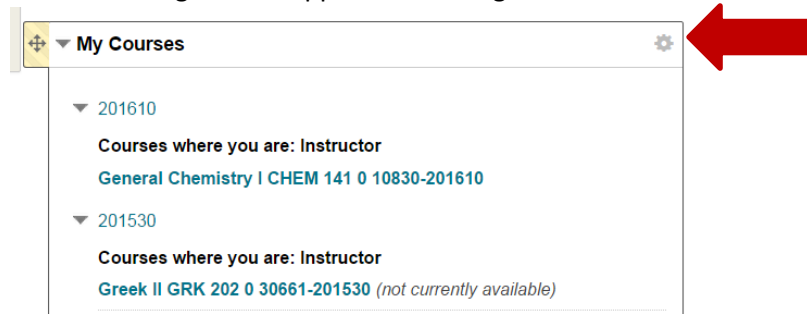 My Courses
201610
Courses where you are: Instructor
General Chemistry I CHEM 141 0 10830-201610
201530
Courses where you are: Instructor
Greek II GRK 202 0 30661-201530 (not currently available)